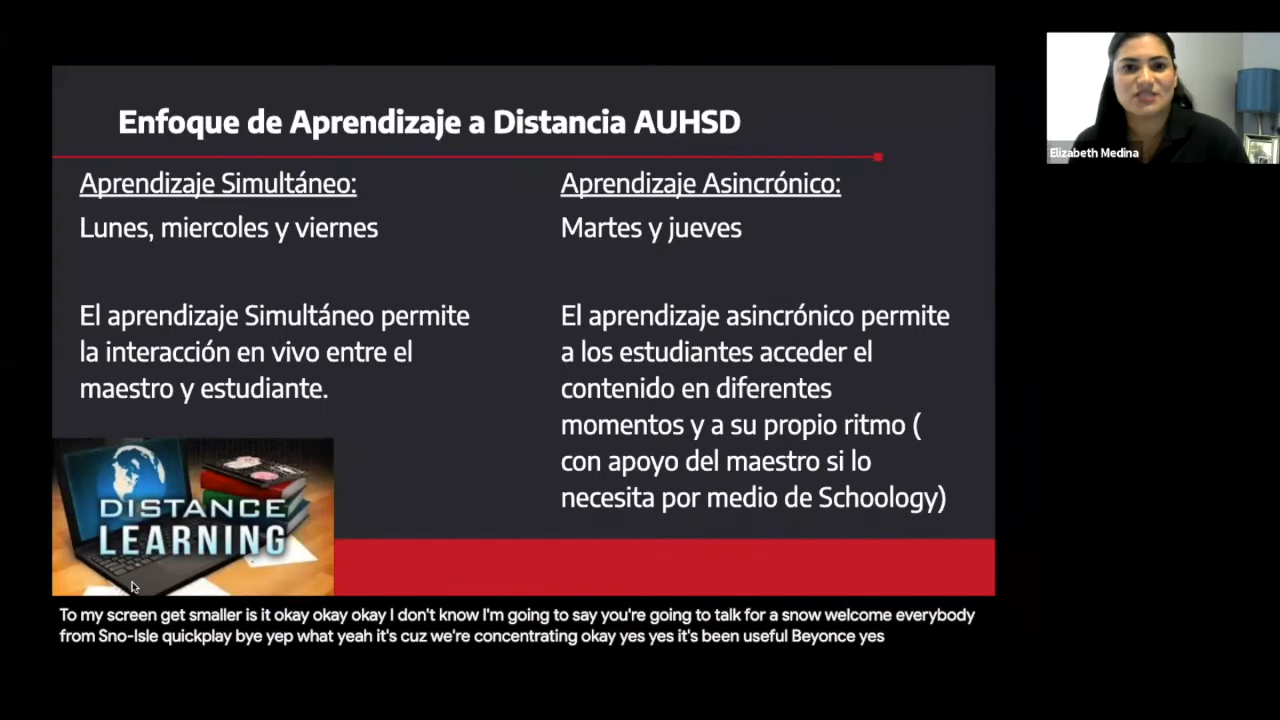 Enfoque de Aprendizaje a Distancia AUHSD
Aprendizaje Simultáneo:
Lunes, miercoles y viernes
El aprendizaje Simultáneo permite
la interacción en vivo entre el
maestro y estudiante.
Aprendizaje Asincrónico:
Martes y jueves
El aprendizaje asincrónico permite
a los estudiantes acceder el
contenido en diferentes
momentos y a su propio ritmo (
con apoyo del maestro si lo
necesita por medio de Schoology)
DISTANCE
LEARNING
Elizabeth Medina
To my screen get smaller is it okay okay okay I don't know I'm going to say you're going to talk for a snow welcome everybody
from Sno-Isle quickplay bye yep what yeah it's cuz we're concentrating okay yes yes it's been useful Beyonce yes